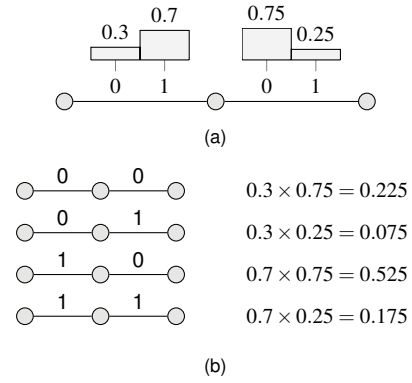 0.3 0.7 0.75 0.25
0 1 0 1
(a)
0 0 0.3 × 0.75 = 0.225
0 1 0.3 × 0.25 = 0.075
1 0 0.7 × 0.75 = 0.525
1 1 0.7 × 0.25 = 0.175
(b)